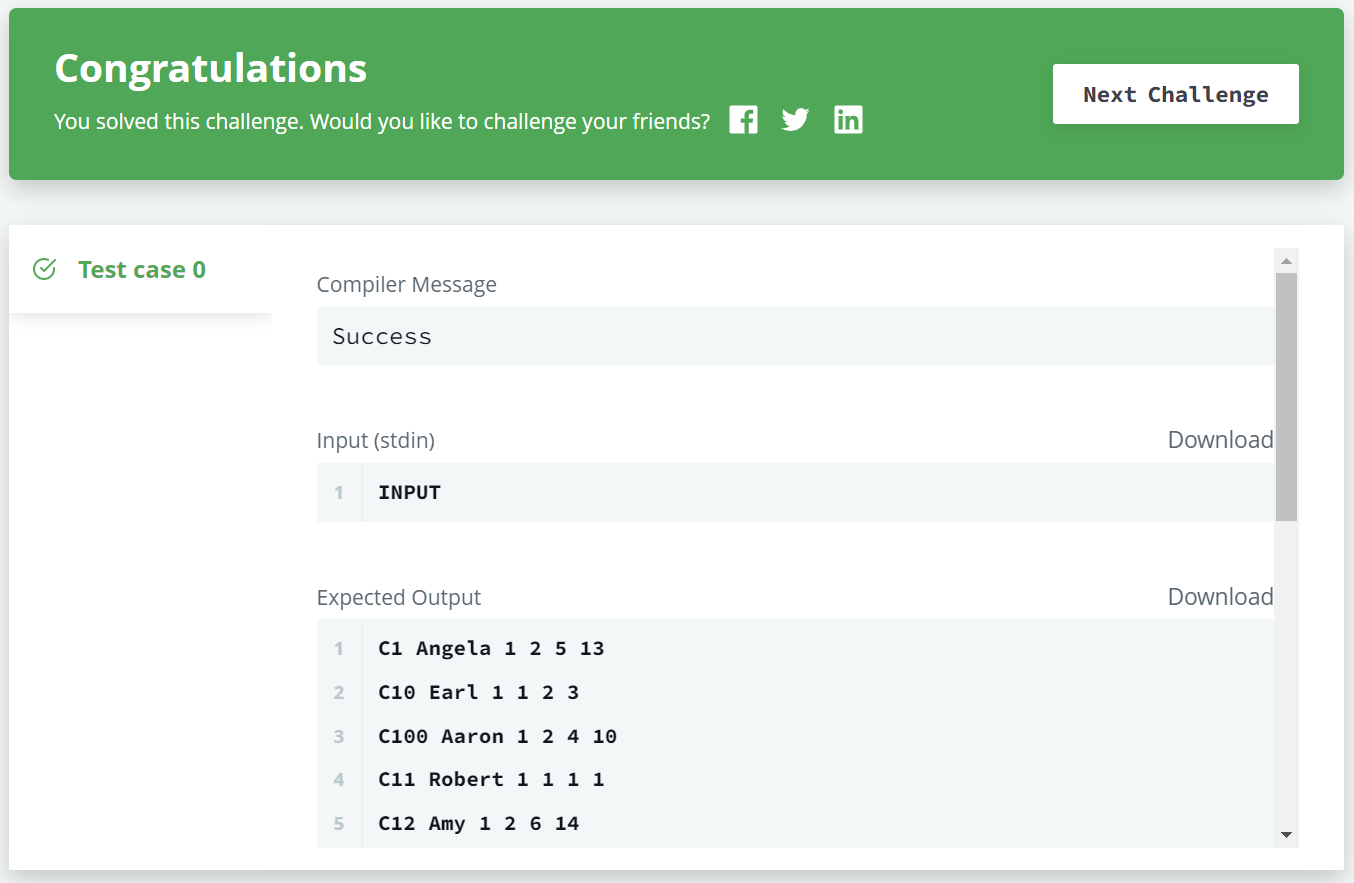 Congratulations
You solved this challenge. Would you like to challenge your friends?
Next Challenge
Test case 0
Compiler Message
Success
Input (stdin)
Download
1 INPUT
Expected Output
Download
1 C1 Angela 1 2 5 13
2 C10 Earl 1 1 2 3
3 C100 Aaron 1 2 4 10
4 C11 Robert 1 1 1 1
5 C12 Amy 1 2 6 14